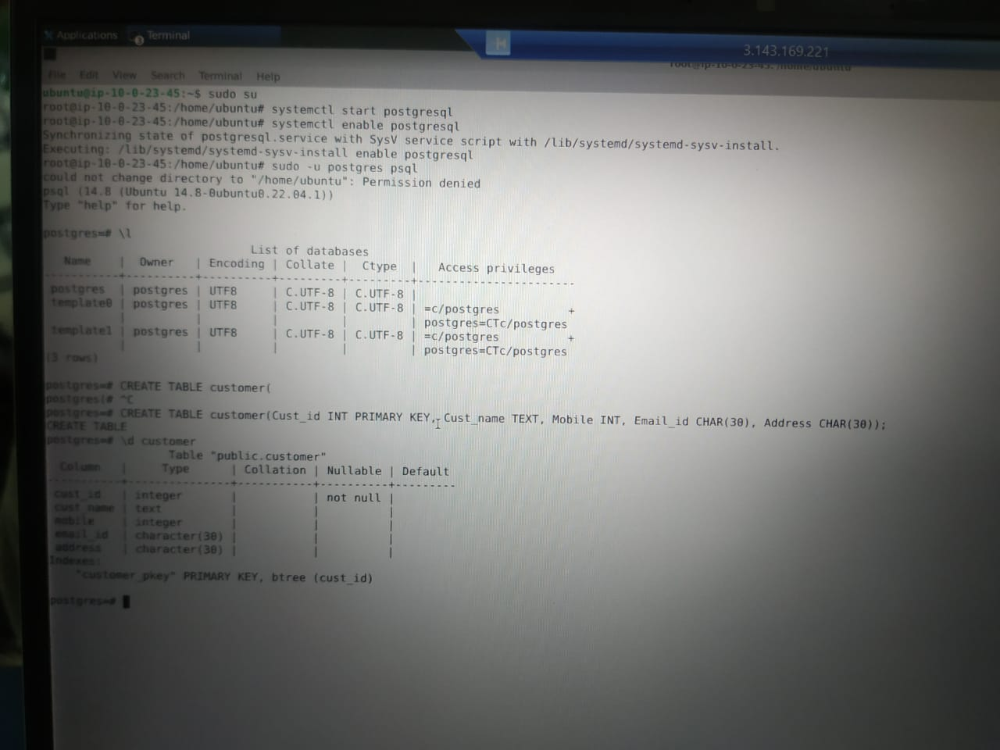 Applications 3 Terminal
3.143.169.221
root@ip-10-0-23-45: /home/ubuntu
File Edit View Search Terminal Help
ubuntu@ip-10-0-23-45:~$ sudo su
root@ip-10-0-23-45:/home/ubuntu# systemctl start postgresql
root@ip-10-0-23-45:/home/ubuntu# systemctl enable postgresql
Synchronizing state of postgresql.service with SysV service script with /lib/systemd/systemd-sysv-install.
Executing: /lib/systemd/systemd-sysv-install enable postgresql
root@ip-10-0-23-45:/home/ubuntu# sudo -u postgres psql
could not change directory to "/home/ubuntu": Permission denied
psql (14.8 (Ubuntu 14.8-0ubuntu0.22.04.1))
Type "help" for help.
postgres=# \l
List of databases
Name | Owner | Encoding | Collate | Ctype | Access privileges
-----------+----------+----------+---------+---------+-----------------------
postgres | postgres | UTF8 | C.UTF-8 | C.UTF-8 |
template0 | postgres | UTF8 | C.UTF-8 | C.UTF-8 | =c/postgres +
| | | | | postgres=CTc/postgres
template1 | postgres | UTF8 | C.UTF-8 | C.UTF-8 | =c/postgres +
| | | | | postgres=CTc/postgres
(3 rows)
postgres=# CREATE TABLE customer(
postgres(# ^C
postgres=# CREATE TABLE customer(Cust_id INT PRIMARY KEY, Cust_name TEXT, Mobile INT, Email_id CHAR(30), Address CHAR(30));
CREATE TABLE
postgres=# \d customer
Table "public.customer"
Column | Type | Collation | Nullable | Default
-----------+---------------+-----------+----------+---------
cust_id | integer | | not null |
cust_name | text | | |
mobile | integer | | |
email_id | character(30) | | |
address | character(30) | | |
Indexes:
"customer_pkey" PRIMARY KEY, btree (cust_id)
postgres=#